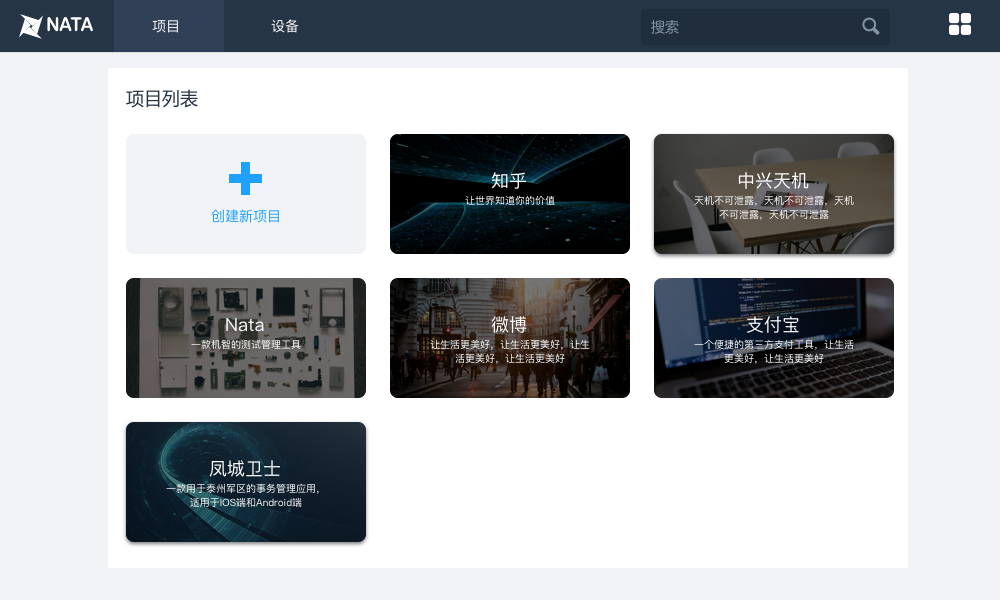 NATA
项目
设备
搜索
项目列表
创建新项目
知乎
让世界知道你的价值
中兴天机
天机不可泄露，天机不可泄露，天机
不可泄露，天机不可泄露
Nata
一款机智的测试管理工具
微博
让生活更美好，让生活更美好，让生
活更美好，让生活更美好
支付宝
一个便捷的第三方支付工具，让生活
更美好，让生活更美好
凤城卫士
一款用于泰州军区的事务管理应用，
适用于IOS端和Android端